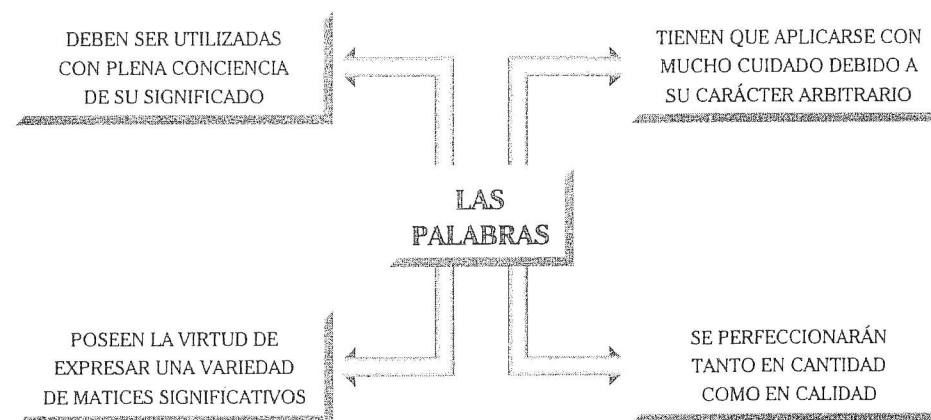 DEBEN SER UTILIZADAS
CON PLENA CONCIENCIA
DE SU SIGNIFICADO
TIENEN QUE APLICARSE CON
MUCHO CUIDADO DEBIDO A
SU CARÁCTER ARBITRARIO
LAS
PALABRAS
POSEEN LA VIRTUD DE
EXPRESAR UNA VARIEDAD
DE MATICES SIGNIFICATIVOS
SE PERFECCIONARÁN
TANTO EN CANTIDAD
COMO EN CALIDAD